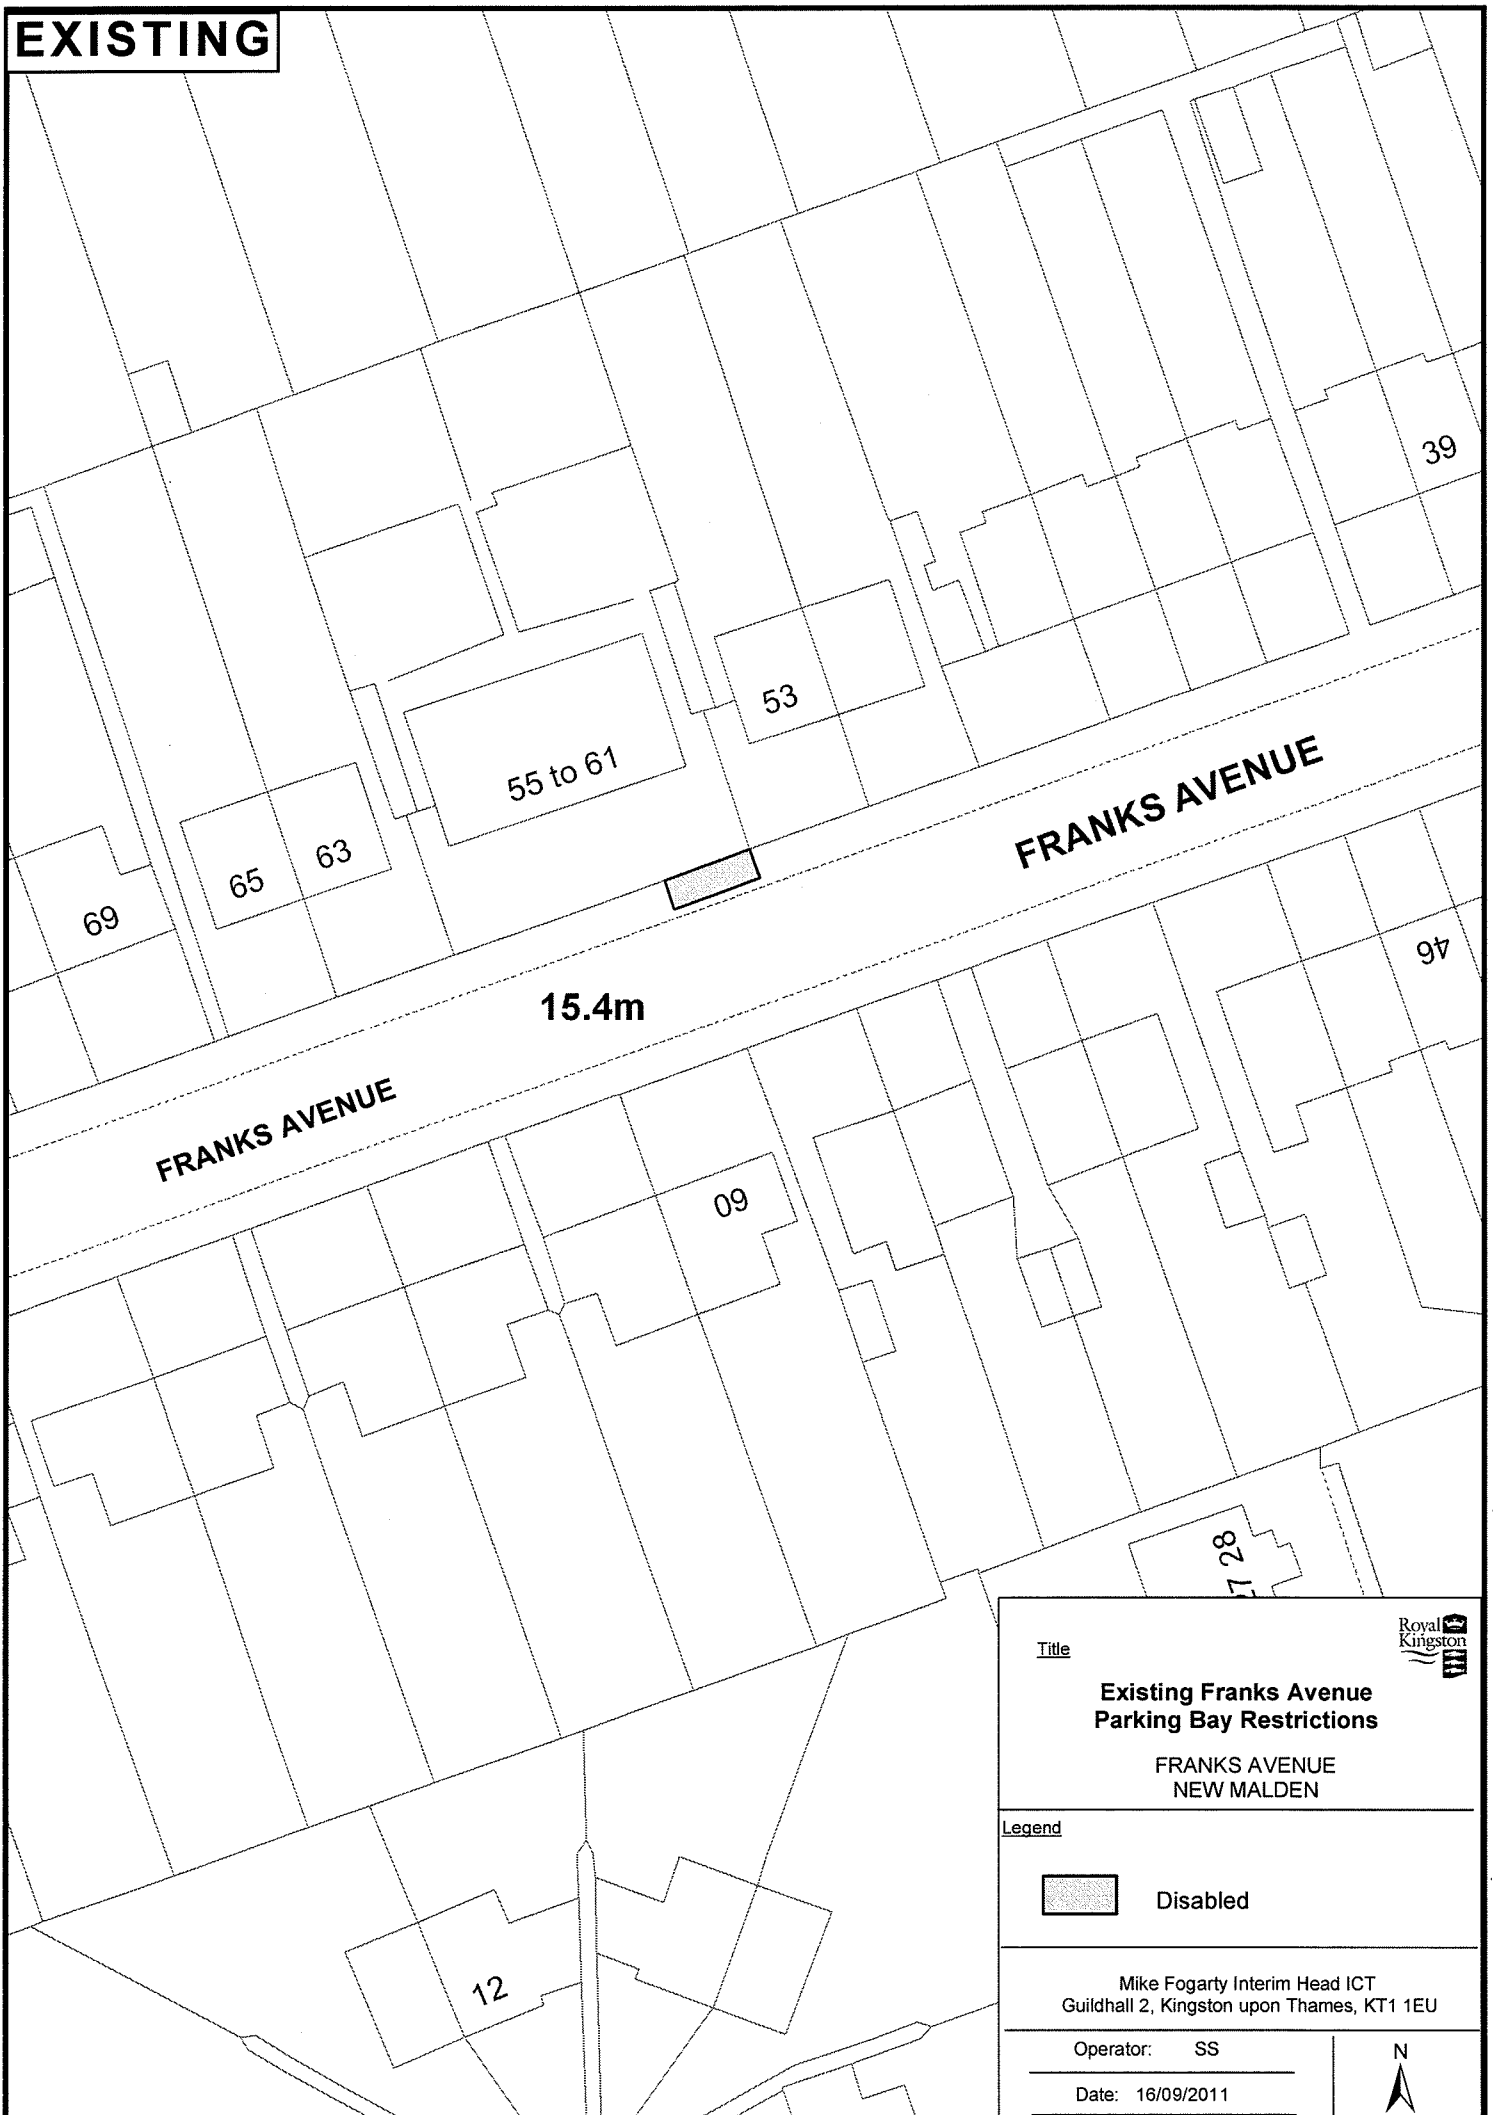 EXISTING
39
53
55 to 61
63
65
69
FRANKS AVENUE
46
15.4m
FRANKS AVENUE
60
28
27
12
Title
Royal
Kingston
Existing Franks Avenue
Parking Bay Restrictions
FRANKS AVENUE
NEW MALDEN
Legend
Disabled
Mike Fogarty Interim Head ICT
Guildhall 2, Kingston upon Thames, KT1 1EU
Operator: SS
N
Date: 16/09/2011